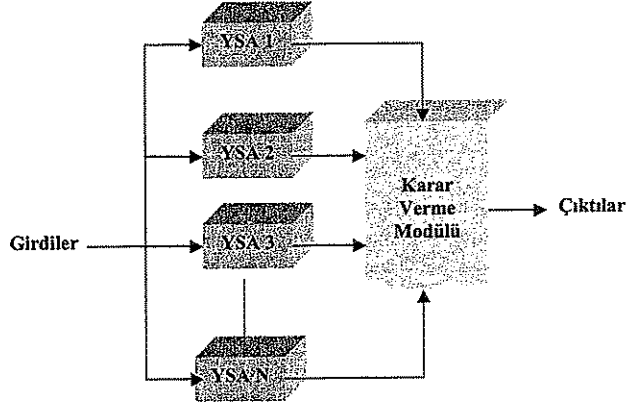 YSA 1
YSA 2
Karar
Verme
Modülü
Çıktılar
Girdiler
YSA 3
YSA N